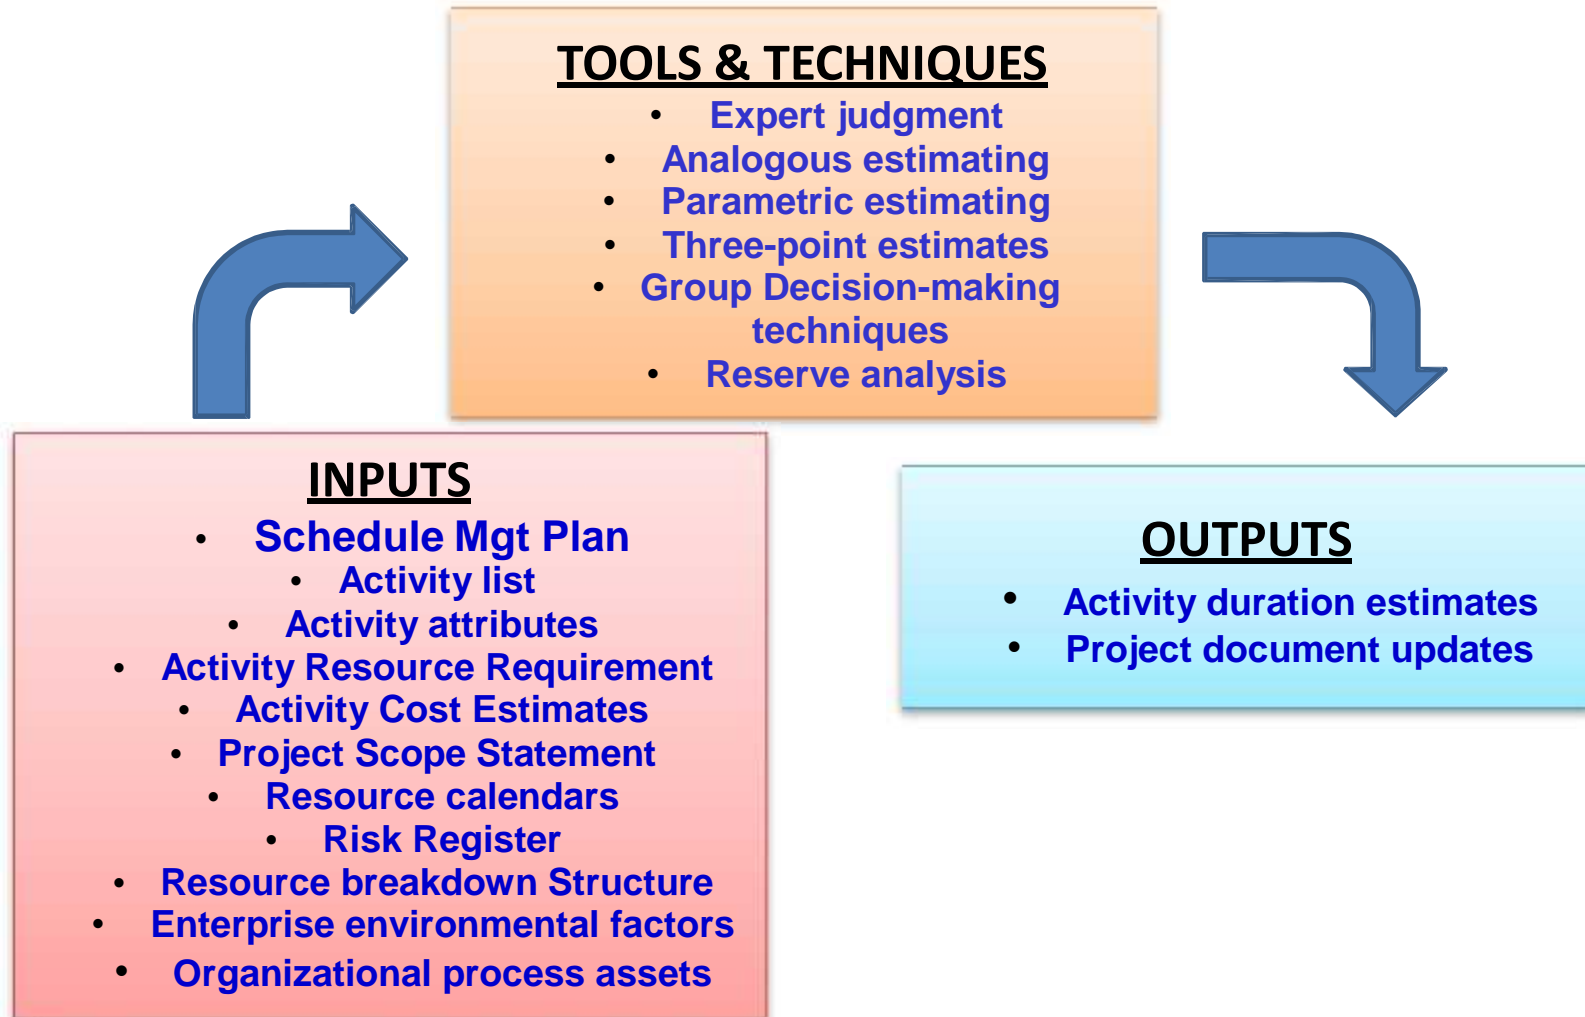 TOOLS & TECHNIQUES
• Expert judgment
• Analogous estimating
• Parametric estimating
• Three-point estimates
• Group Decision-making
techniques
• Reserve analysis
INPUTS
• Schedule Mgt Plan
• Activity list
• Activity attributes
• Activity Resource Requirement
• Activity Cost Estimates
• Project Scope Statement
• Resource calendars
• Risk Register
• Resource breakdown Structure
• Enterprise environmental factors
• Organizational process assets
OUTPUTS
• Activity duration estimates
• Project document updates